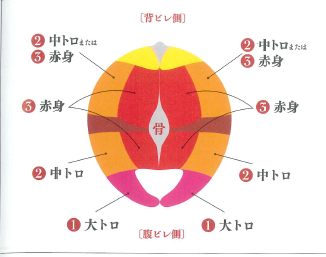 [背ビレ側]
❷ 中トロまたは
❸ 赤身
❷ 中トロまたは
❸ 赤身
❸ 赤身
骨
❸ 赤身
❷ 中トロ
❷ 中トロ
❶ 大トロ
❶ 大トロ
[腹ビレ側]